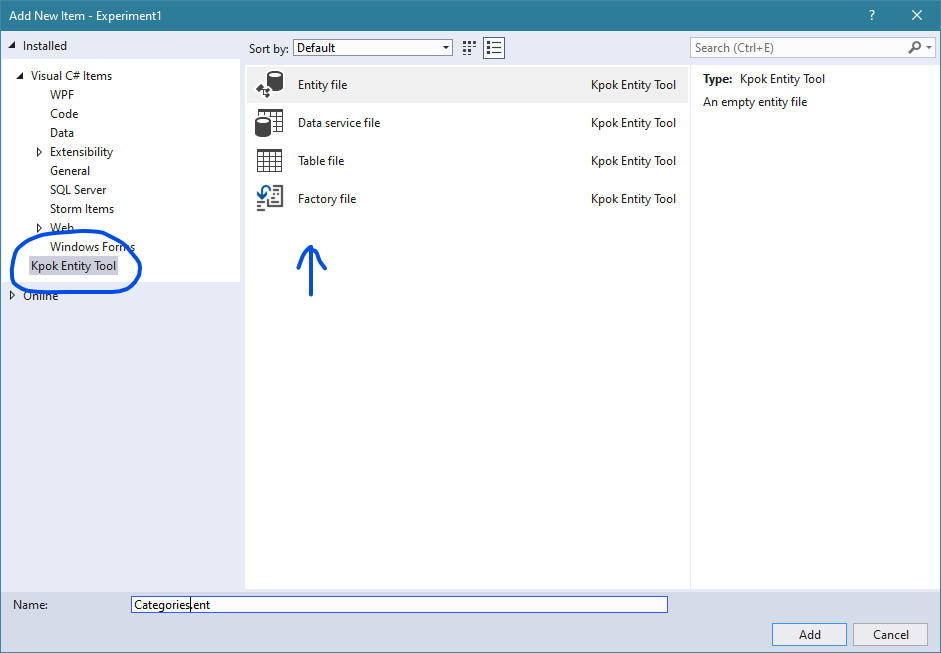 Add New Item - Experiment1
?
Installed
Visual C# Items
WPF
Code
Data
Extensibility
General
SQL Server
Storm Items
Web
Windows Forms
Kpok Entity Tool
Online
Sort by: Default
Entity file Kpok Entity Tool
Data service file Kpok Entity Tool
Table file Kpok Entity Tool
Factory file Kpok Entity Tool
Search (Ctrl+E)
Type: Kpok Entity Tool
An empty entity file
Name: Categories.ent
Add Cancel